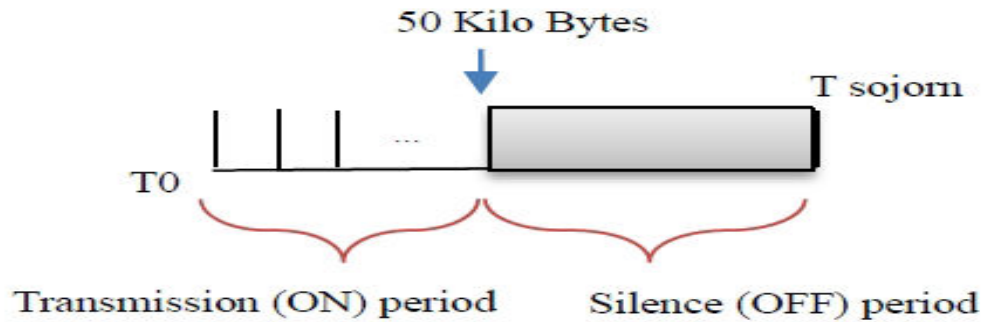 50 Kilo Bytes
T sojorn
...
T0
Transmission (ON) period
Silence (OFF) period